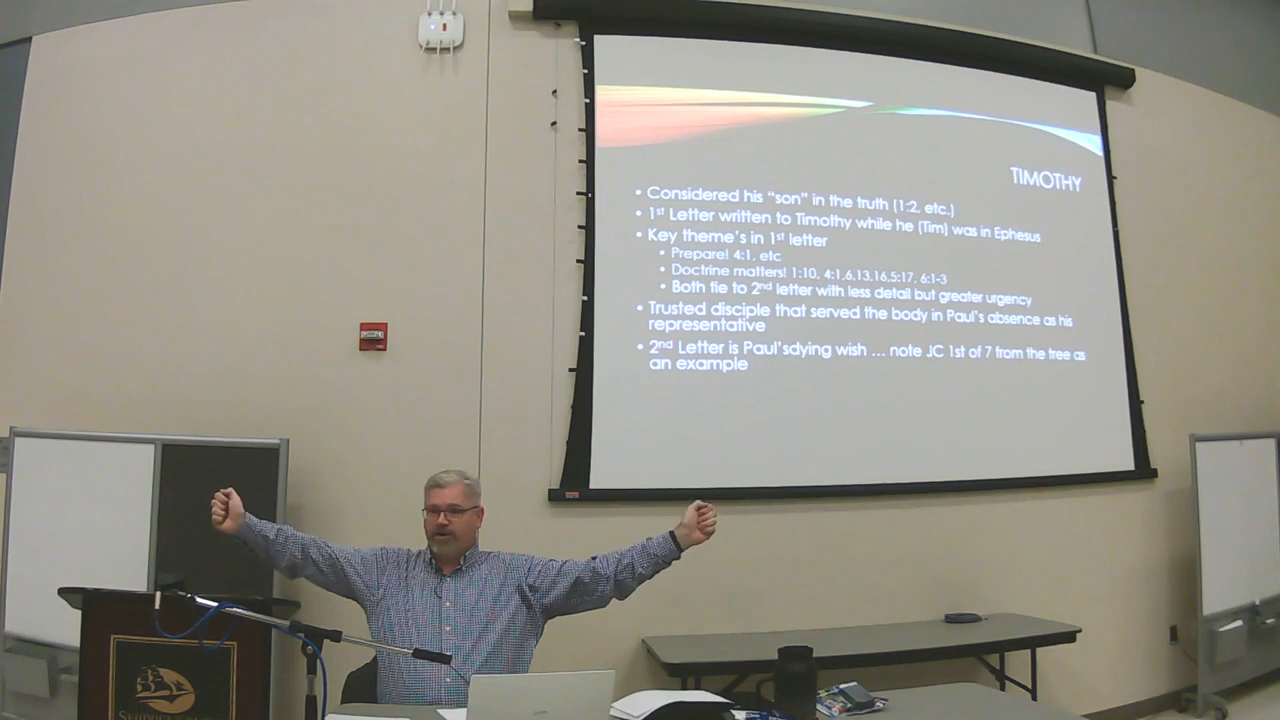 TIMOTHY
• Considered his “son” in the truth (1:2, etc.)
• 1st Letter written to Timothy while he (Tim) was in Ephesus
• Key theme's in 1st letter
• Prepare! 4:1, etc
• Doctrine matters! 1:10, 4:1,6,13,16,5:17, 6:1-3
• Both tie to 2nd letter with less detail but greater urgency
• Trusted disciple that served the body in Paul's absence as his
representative
• 2nd Letter is Paul'sdying wish ... note JC 1st of 7 from the tree as
an example